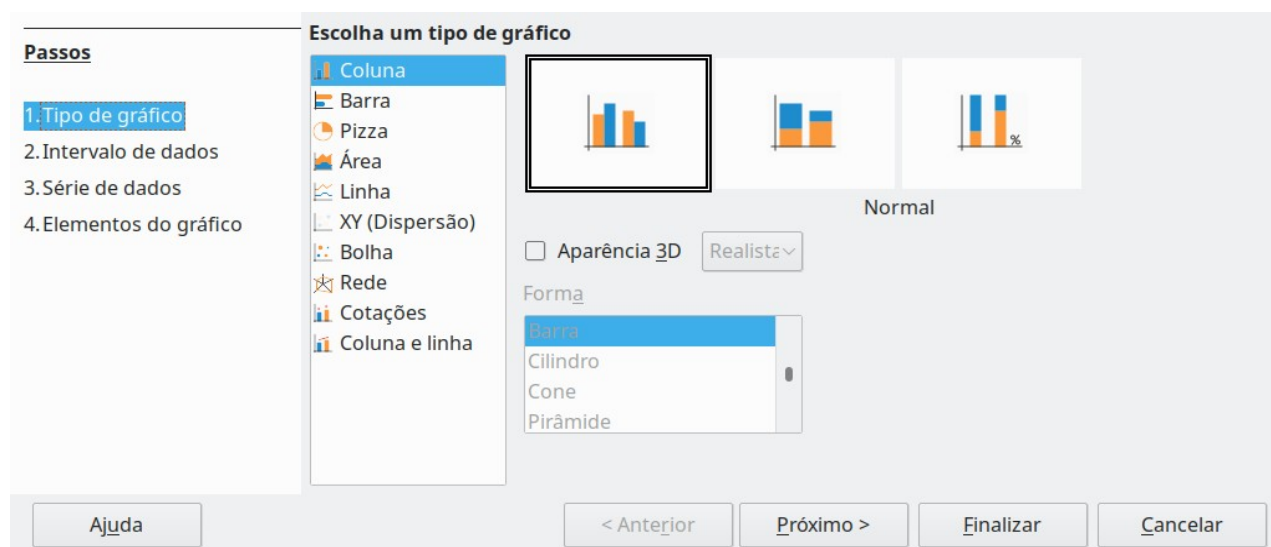 Passos
1.Tipo de gráfico
2.Intervalo de dados
3.Série de dados
4.Elementos do gráfico
Escolha um tipo de gráfico
Coluna
Barra
Pizza
Área
Linha
XY (Dispersão)
Bolha
Rede
Cotações
Coluna e linha
%
Normal
Aparência 3D
Realista
Forma
Barra
Cilindro
Cone
Pirâmide
Ajuda
< Anterior
Próximo >
Finalizar
Cancelar